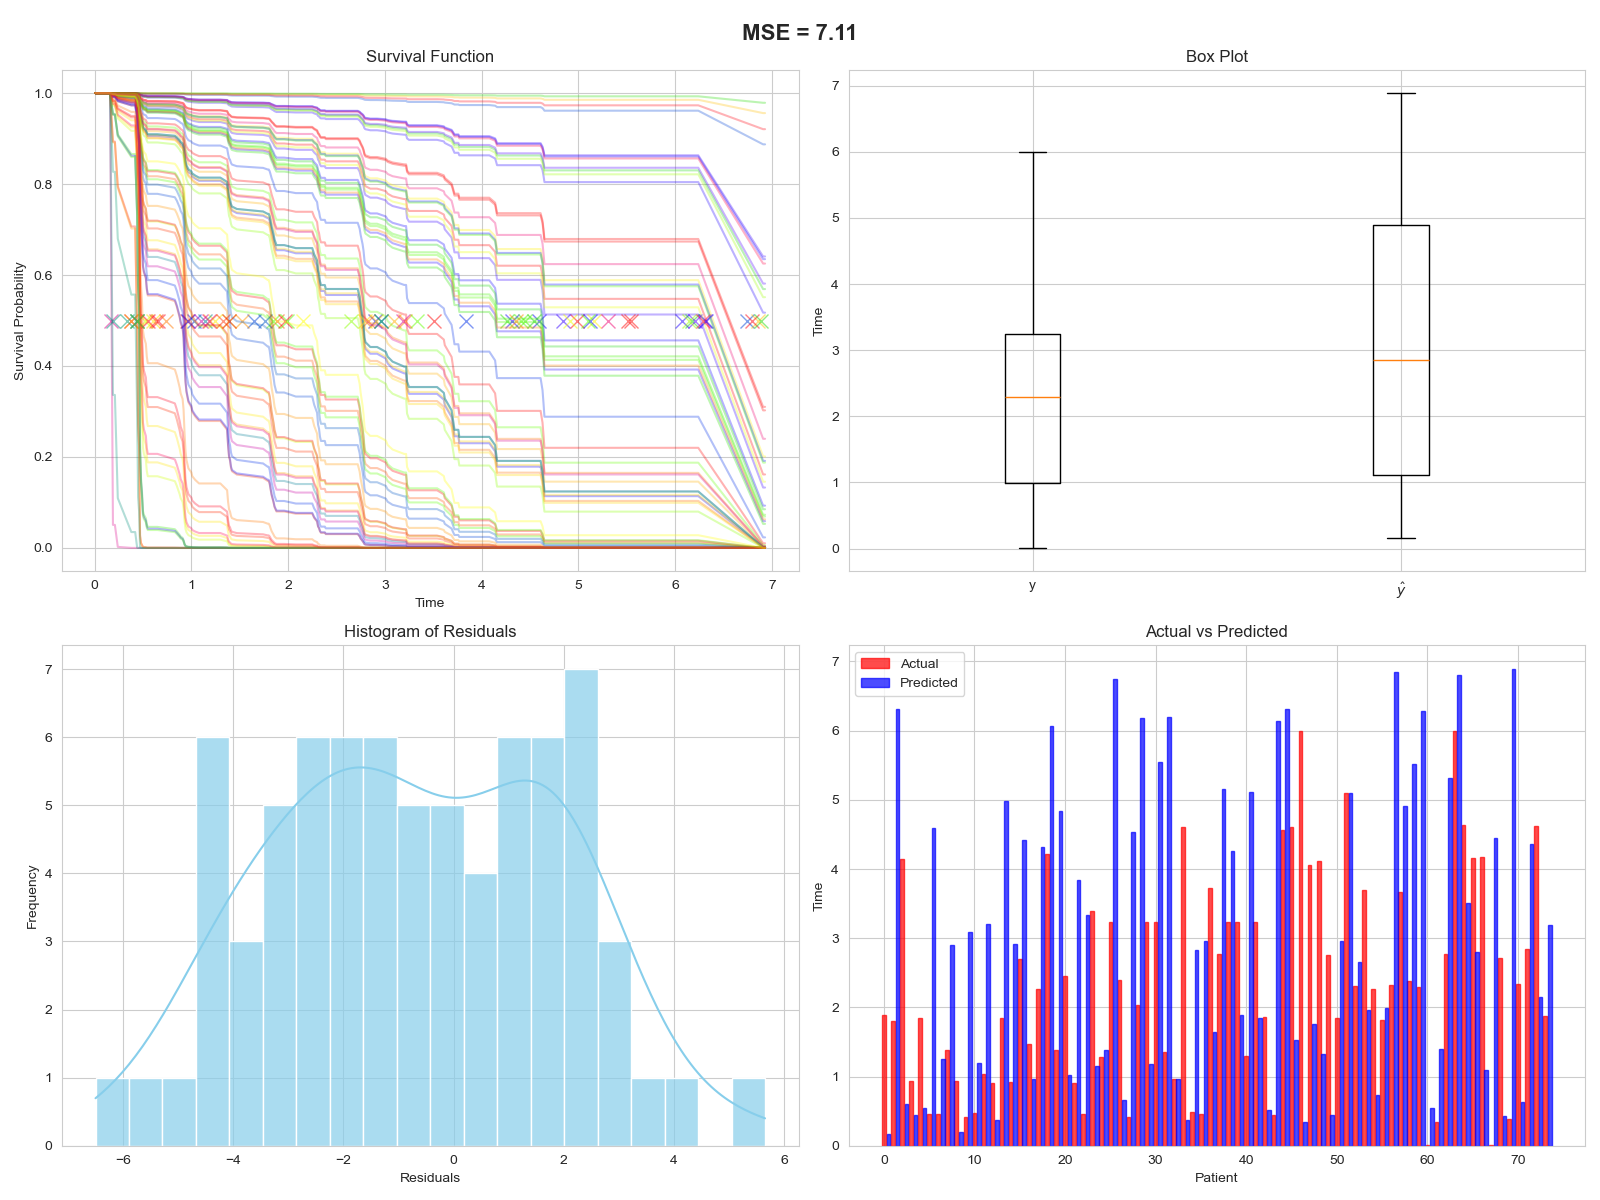 MSE = 7.11
Survival Function
1.0
0.8
0.6
0.4
0.2
0.0
Survival Probability
0 1 2 3 4 5 6 7
Time
Box Plot
7
6
5
4
3
2
1
0
Time
y ŷ
Histogram of Residuals
7
6
5
4
3
2
1
0
Frequency
−6 −4 −2 0 2 4 6
Residuals
Actual vs Predicted
Actual
Predicted
7
6
5
4
3
2
1
0
Time
0 10 20 30 40 50 60 70
Patient